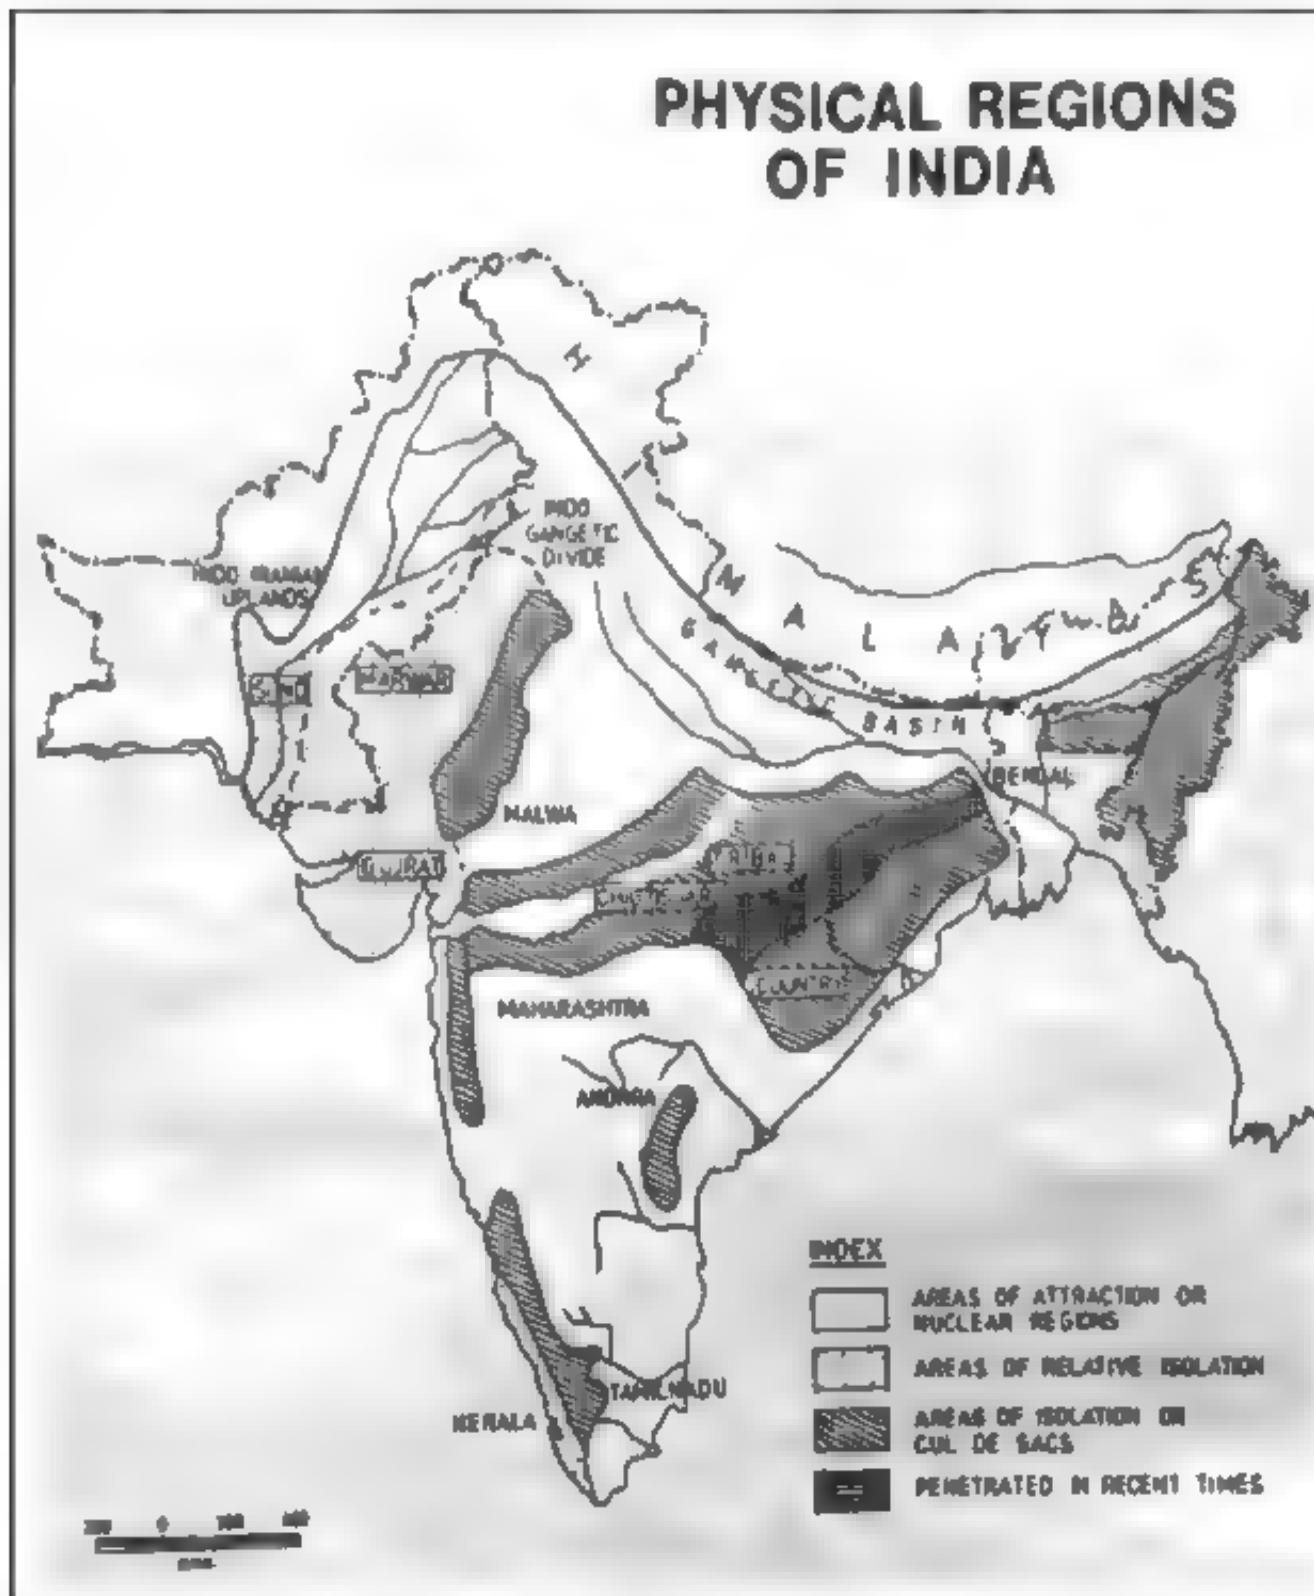 PHYSICAL REGIONS
OF INDIA
H
INDO
GANGETIC
DIVIDE
UPLANDS
M A L A
S
SIND
MARWAR
GANGETIC BASIN
BENGAL
MALWA
GUJRAT
COUNTRY
MAHARASHTRA
ANDHRA
TAMILNADU
KERALA
INDEX
AREAS OF ATTRACTION OR
NUCLEAR REGIONS
AREAS OF RELATIVE ISOLATION
AREAS OF ISOLATION OR
CUL DE SACS
PENETRATED IN RECENT TIMES
0